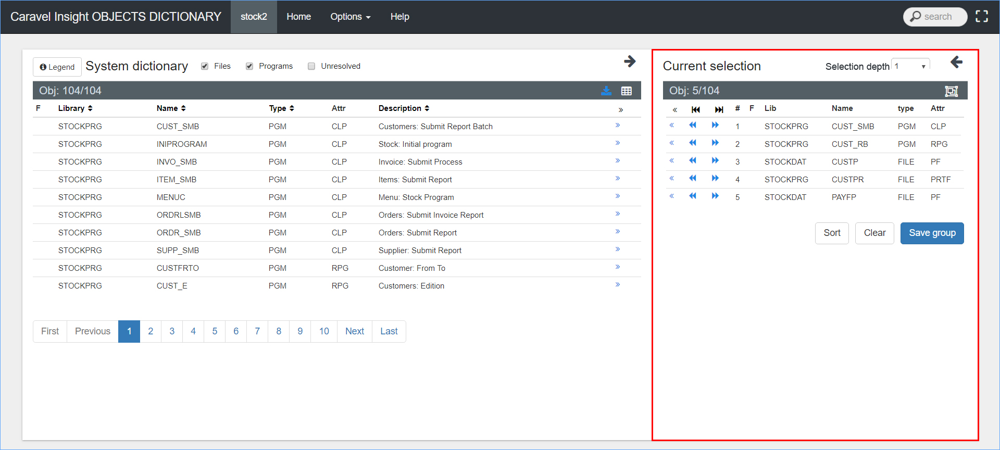 Caravel Insight OBJECTS DICTIONARY stock2 Home Options Help search
Legend System dictionary Files Programs Unresolved
Obj: 104/104
F Library Name Type Attr Description »
STOCKPRG CUST_SMB PGM CLP Customers: Submit Report Batch »
STOCKPRG INIPROGRAM PGM CLP Stock: Initial program »
STOCKPRG INVO_SMB PGM CLP Invoice: Submit Process »
STOCKPRG ITEM_SMB PGM CLP Items: Submit Report »
STOCKPRG MENUC PGM CLP Menu: Stock Program »
STOCKPRG ORDRLSMB PGM CLP Orders: Submit Invoice Report »
STOCKPRG ORDR_SMB PGM CLP Orders: Submit Report »
STOCKPRG SUPP_SMB PGM CLP Supplier: Submit Report »
STOCKPRG CUSTFRTO PGM RPG Customer: From To »
STOCKPRG CUST_E PGM RPG Customers: Edition »
First Previous 1 2 3 4 5 6 7 8 9 10 Next Last
Current selection Selection depth 1
Obj: 5/104
« # F Lib Name type Attr
« 1 STOCKPRG CUST_SMB PGM CLP
« 2 STOCKPRG CUST_RB PGM RPG
« 3 STOCKDAT CUSTP FILE PF
« 4 STOCKPRG CUSTPR FILE PRTF
« 5 STOCKDAT PAYFP FILE PF
Sort Clear Save group